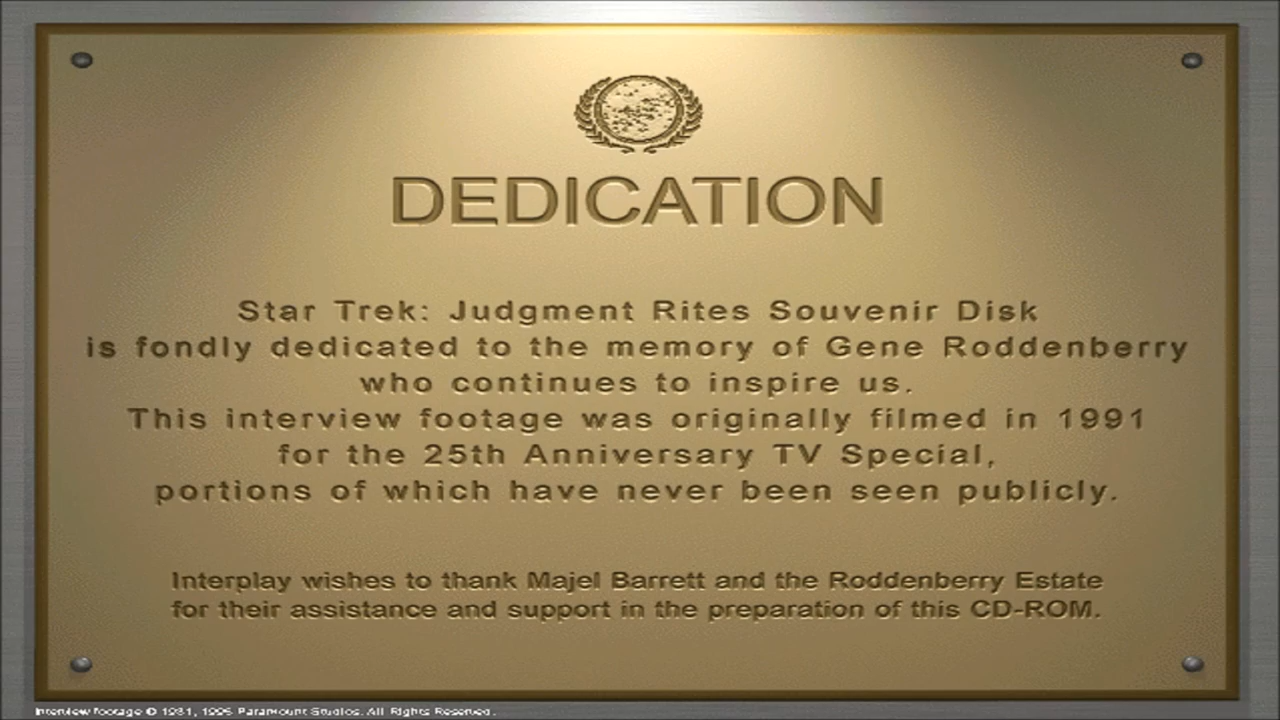 DEDICATION
Star Trek: Judgment Rites Souvenir Disk
is fondly dedicated to the memory of Gene Roddenberry
who continues to inspire us.
This interview footage was originally filmed in 1991
for the 25th Anniversary TV Special,
portions of which have never been seen publicly.
Interplay wishes to thank Majel Barrett and the Roddenberry Estate
for their assistance and support in the preparation of this CD-ROM.
Interview footage © 1991, 1995 Paramount Studios. All Rights Reserved.